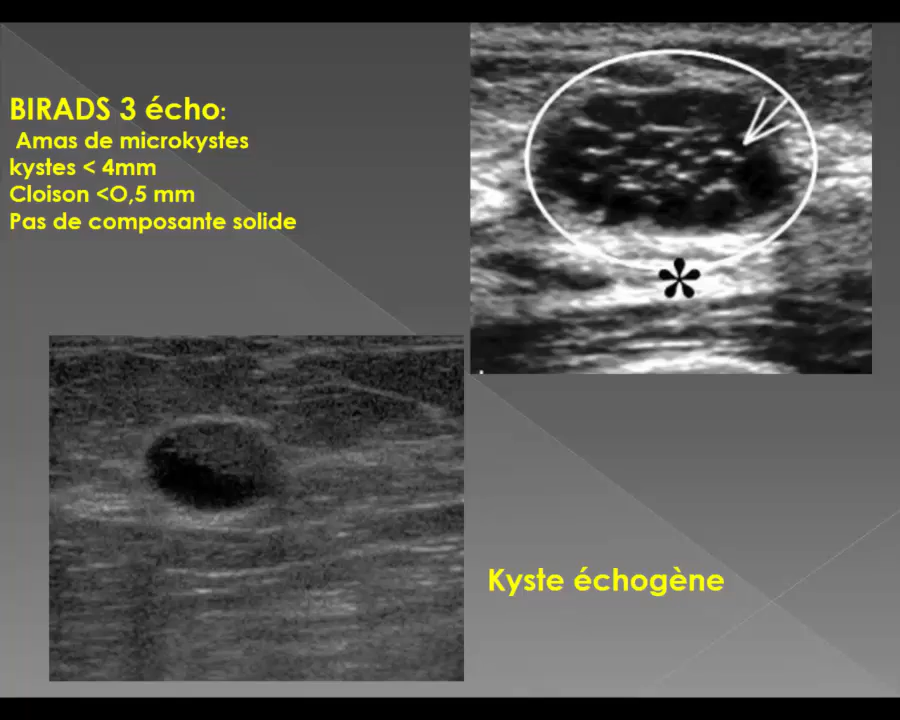 BIRADS 3 écho:
Amas de microkystes
kystes < 4mm
Cloison <O,5 mm
Pas de composante solide
*
Kyste échogène